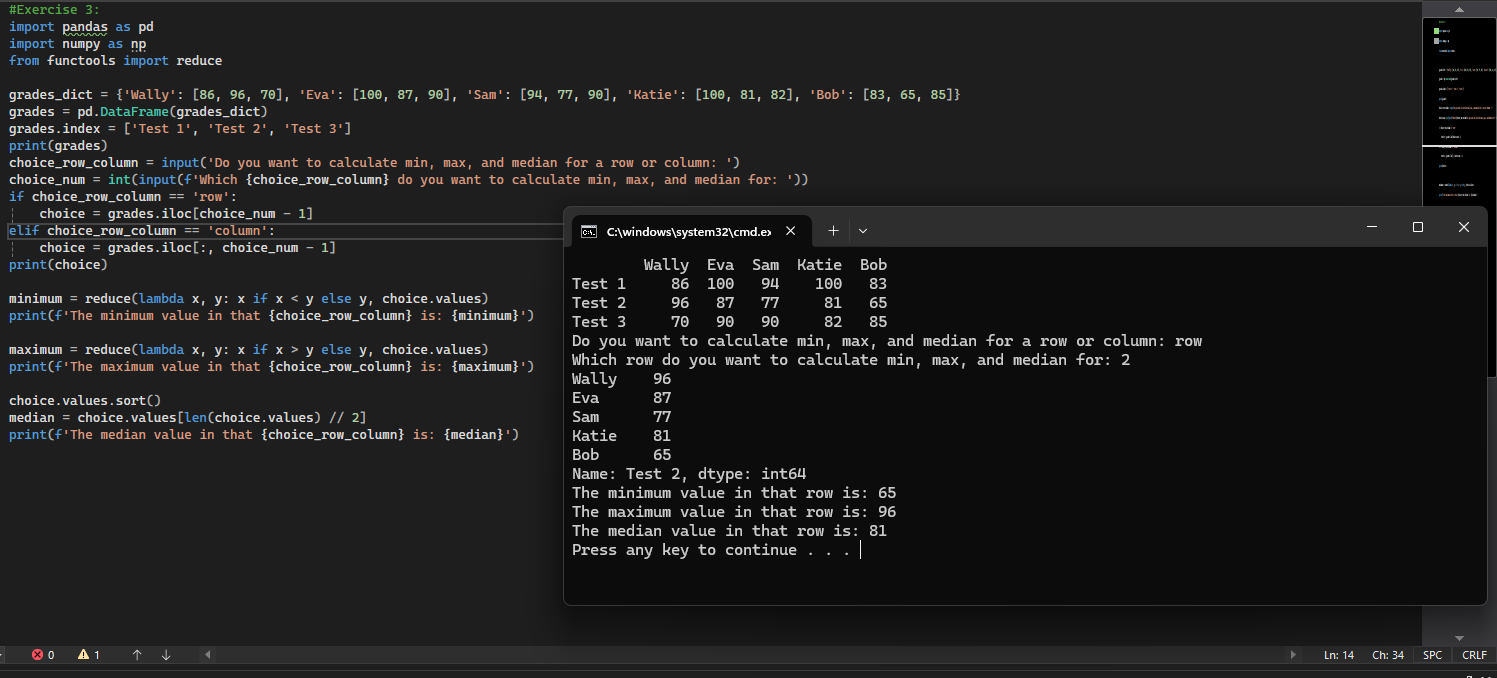 #Exercise 3:
import pandas as pd
import numpy as np
from functools import reduce
grades_dict = {'Wally': [86, 96, 70], 'Eva': [100, 87, 90], 'Sam': [94, 77, 90], 'Katie': [100, 81, 82], 'Bob': [83, 65, 85]}
grades = pd.DataFrame(grades_dict)
grades.index = ['Test 1', 'Test 2', 'Test 3']
print(grades)
choice_row_column = input('Do you want to calculate min, max, and median for a row or column: ')
choice_num = int(input(f'Which {choice_row_column} do you want to calculate min, max, and median for: '))
if choice_row_column == 'row':
    choice = grades.iloc[choice_num - 1]
elif choice_row_column == 'column':
    choice = grades.iloc[:, choice_num - 1]
print(choice)
minimum = reduce(lambda x, y: x if x < y else y, choice.values)
print(f'The minimum value in that {choice_row_column} is: {minimum}')
maximum = reduce(lambda x, y: x if x > y else y, choice.values)
print(f'The maximum value in that {choice_row_column} is: {maximum}')
choice.values.sort()
median = choice.values[len(choice.values) // 2]
print(f'The median value in that {choice_row_column} is: {median}')
C:\windows\system32\cmd.ex
        Wally  Eva  Sam  Katie  Bob
Test 1     86  100   94    100   83
Test 2     96   87   77     81   65
Test 3     70   90   90     82   85
Do you want to calculate min, max, and median for a row or column: row
Which row do you want to calculate min, max, and median for: 2
Wally    96
Eva      87
Sam      77
Katie    81
Bob      65
Name: Test 2, dtype: int64
The minimum value in that row is: 65
The maximum value in that row is: 96
The median value in that row is: 81
Press any key to continue . . .
0 1 Ln: 14 Ch: 34 SPC CRLF